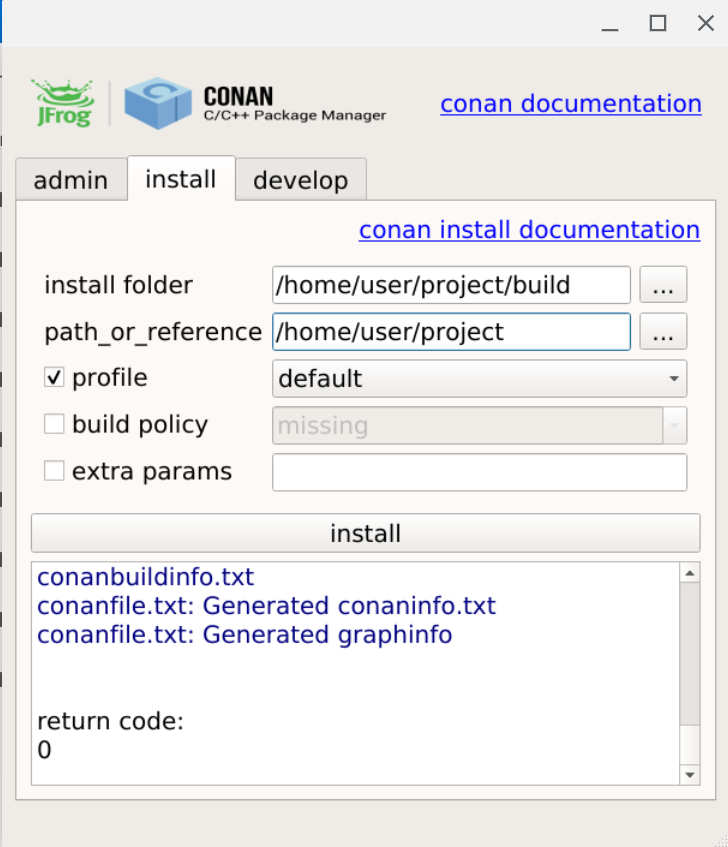 JFrog
CONAN
C/C++ Package Manager
conan documentation
admin
install
develop
conan install documentation
install folder
/home/user/project/build
...
path_or_reference
/home/user/project
...
profile
default
build policy
missing
extra params
install
conanbuildinfo.txt
conanfile.txt: Generated conaninfo.txt
conanfile.txt: Generated graphinfo
return code:
0